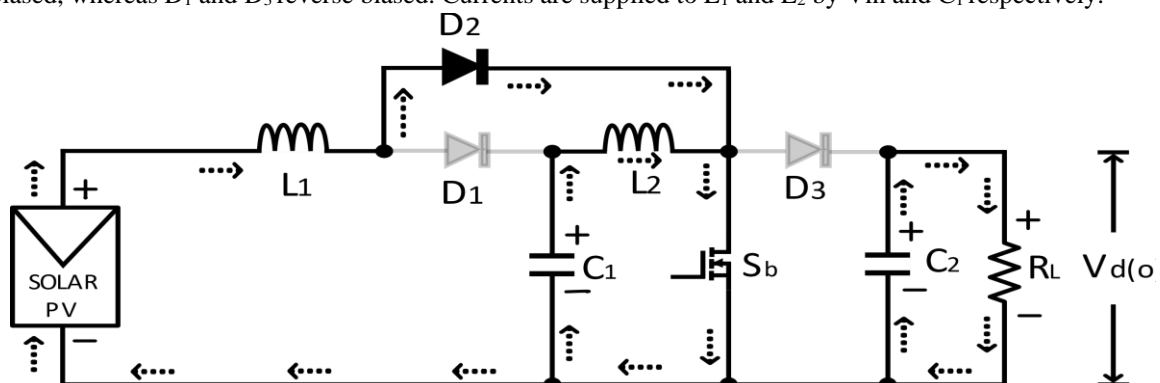 biased, whereas D1 and D3 reverse biased. Currents are supplied to L1 and L2 by Vin and C1 respectively.
D2
L1
D1
L2
D3
+
SOLAR
PV
−
+
C1
−
Sb
+
C2
−
+
RL
−
Vd(o)